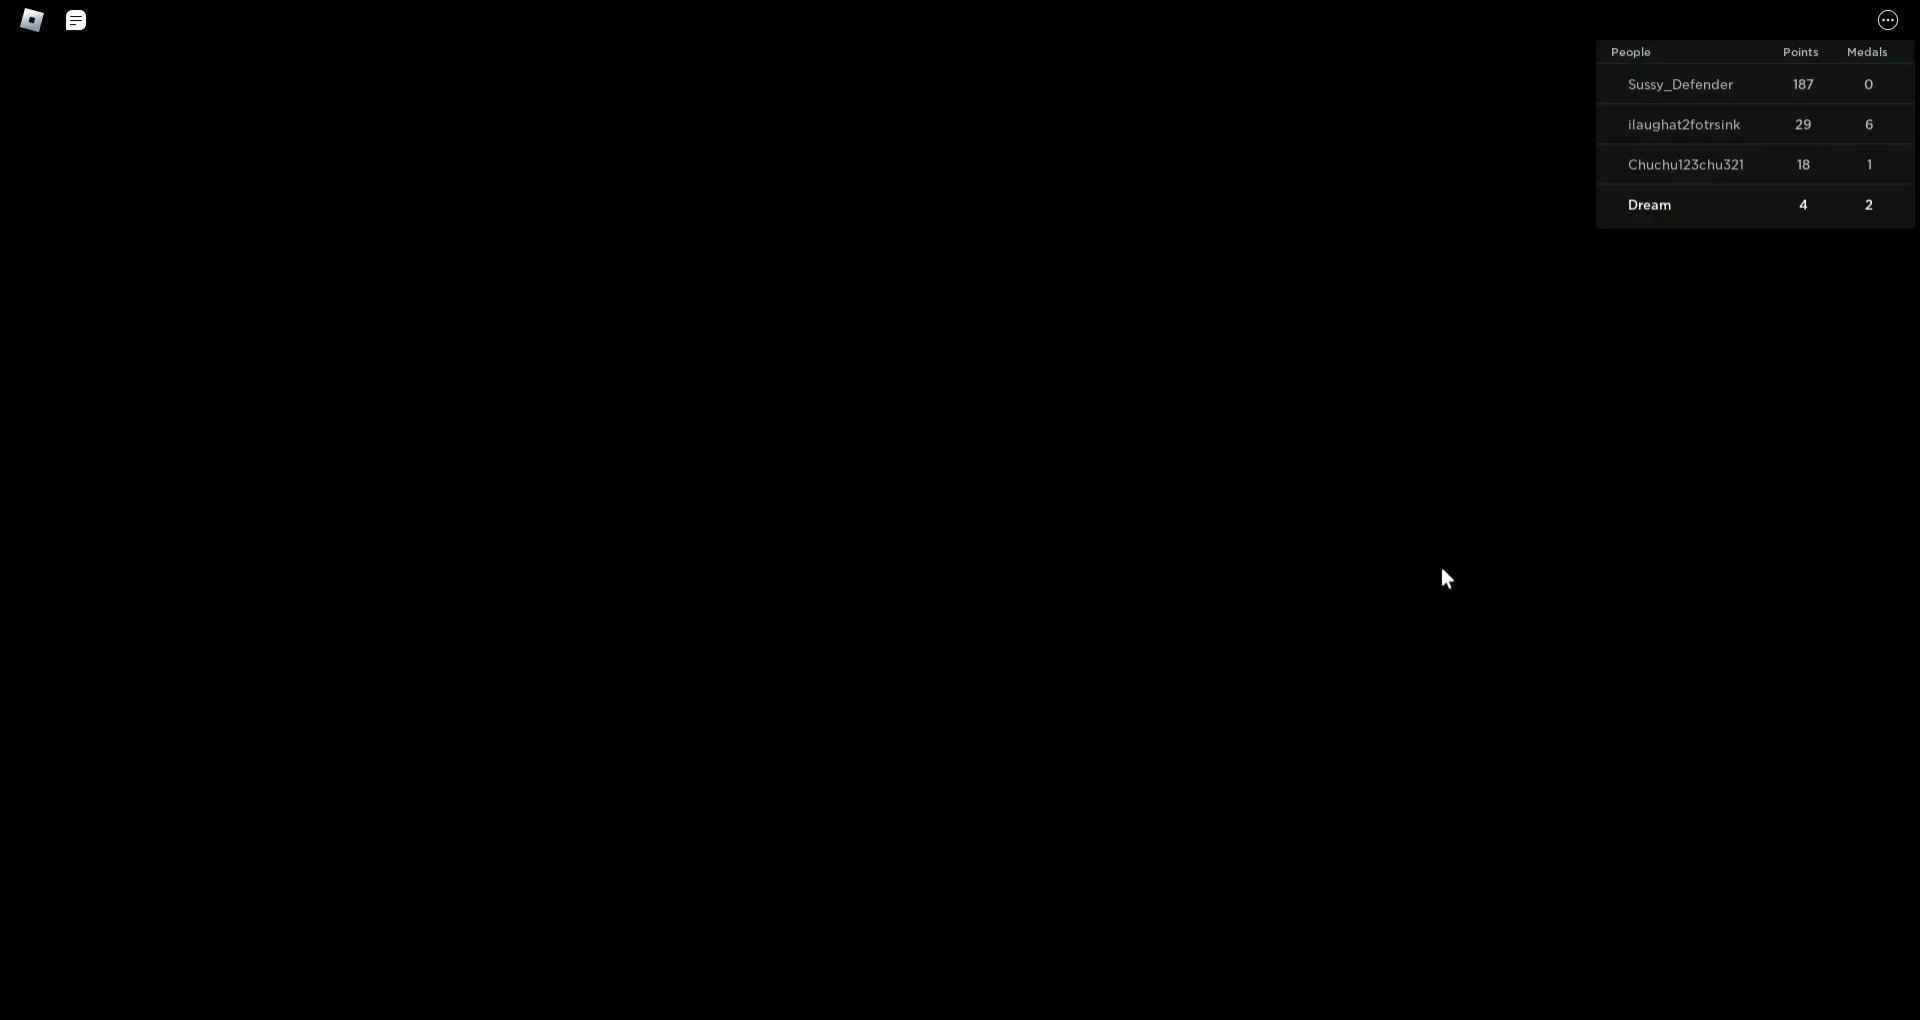 People Points Medals
Sussy_Defender 187 0
ilaughat2fotrsink 29 6
Chuchu123chu321 18 1
Dream 4 2